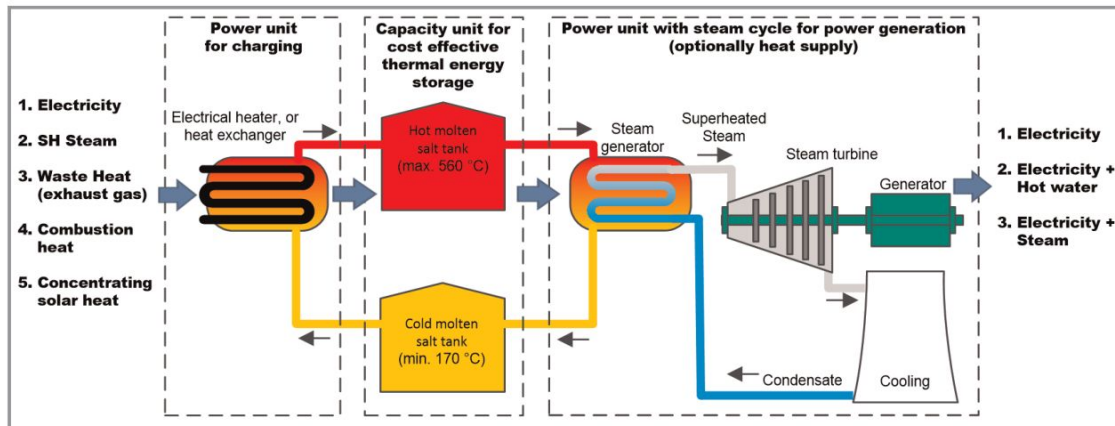 Power unit
for charging
Capacity unit for
cost effective
thermal energy
storage
Power unit with steam cycle for power generation
(optionally heat supply)
1. Electricity
2. SH Steam
3. Waste Heat
(exhaust gas)
4. Combustion
heat
5. Concentrating
solar heat
Electrical heater, or
heat exchanger
Hot molten
salt tank
(max. 560 °C)
Cold molten
salt tank
(min. 170 °C)
Steam
generator
Superheated
Steam
Steam turbine
Generator
Condensate
Cooling
1. Electricity
2. Electricity +
Hot water
3. Electricity +
Steam